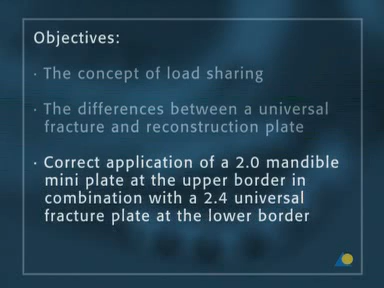 Objectives:
· The concept of load sharing
· The differences between a universal
fracture and reconstruction plate
· Correct application of a 2.0 mandible
mini plate at the upper border in
combination with a 2.4 universal
fracture plate at the lower border